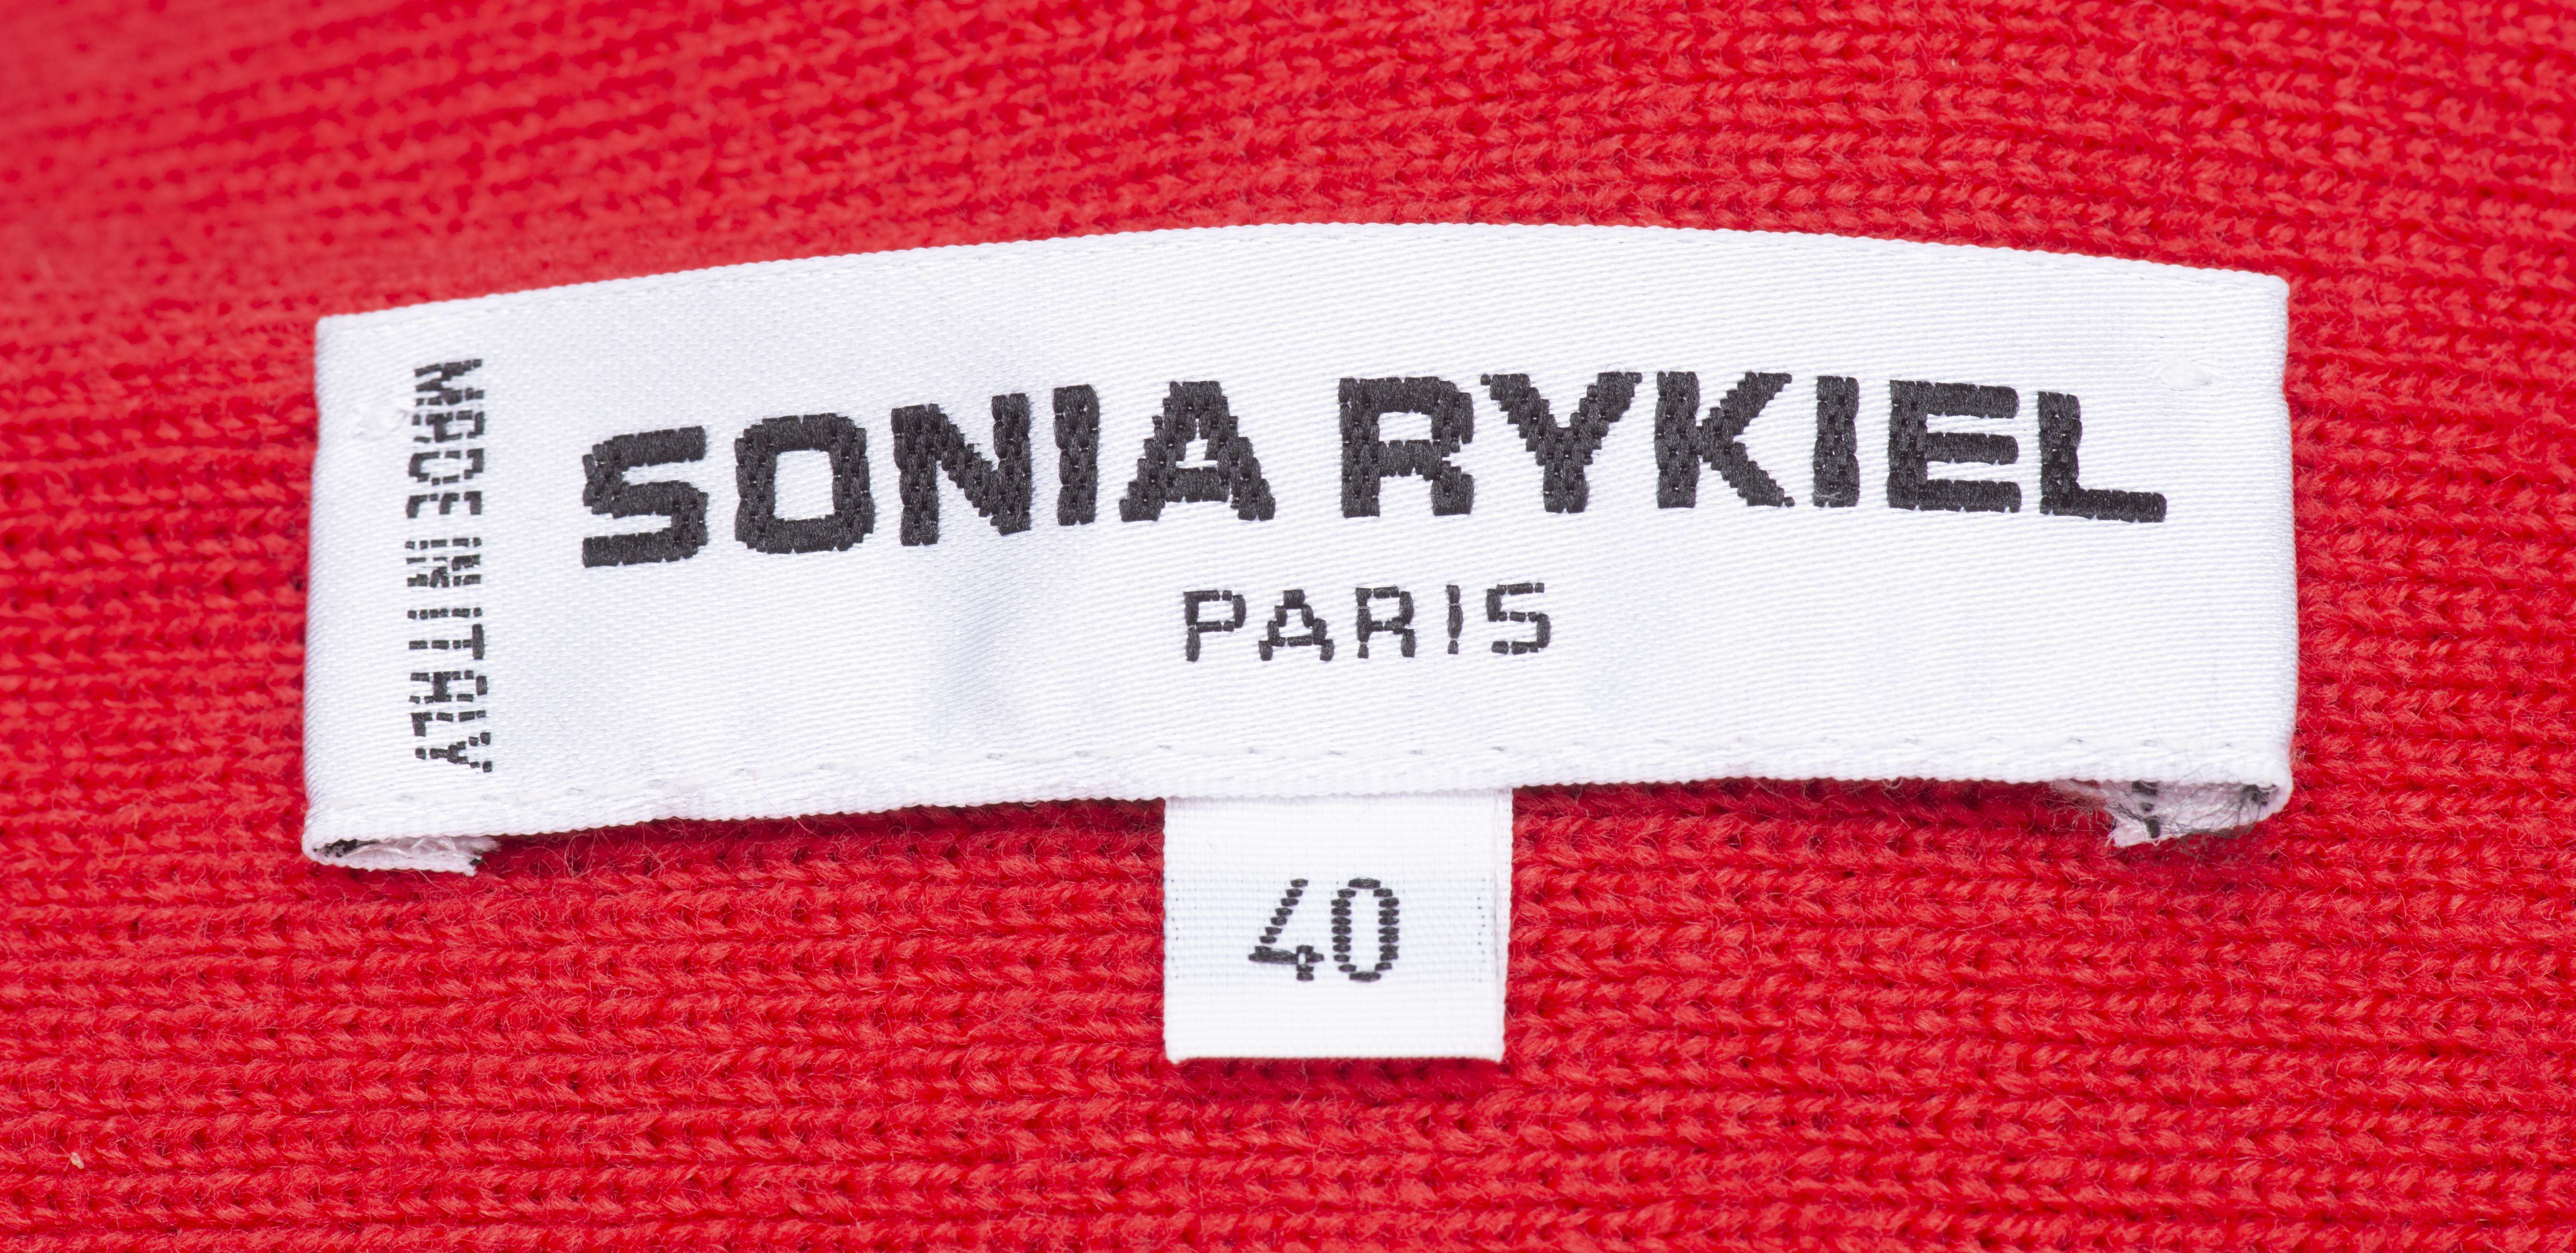 MADE IN ITALY
SONIA RYKIEL
PARIS
40